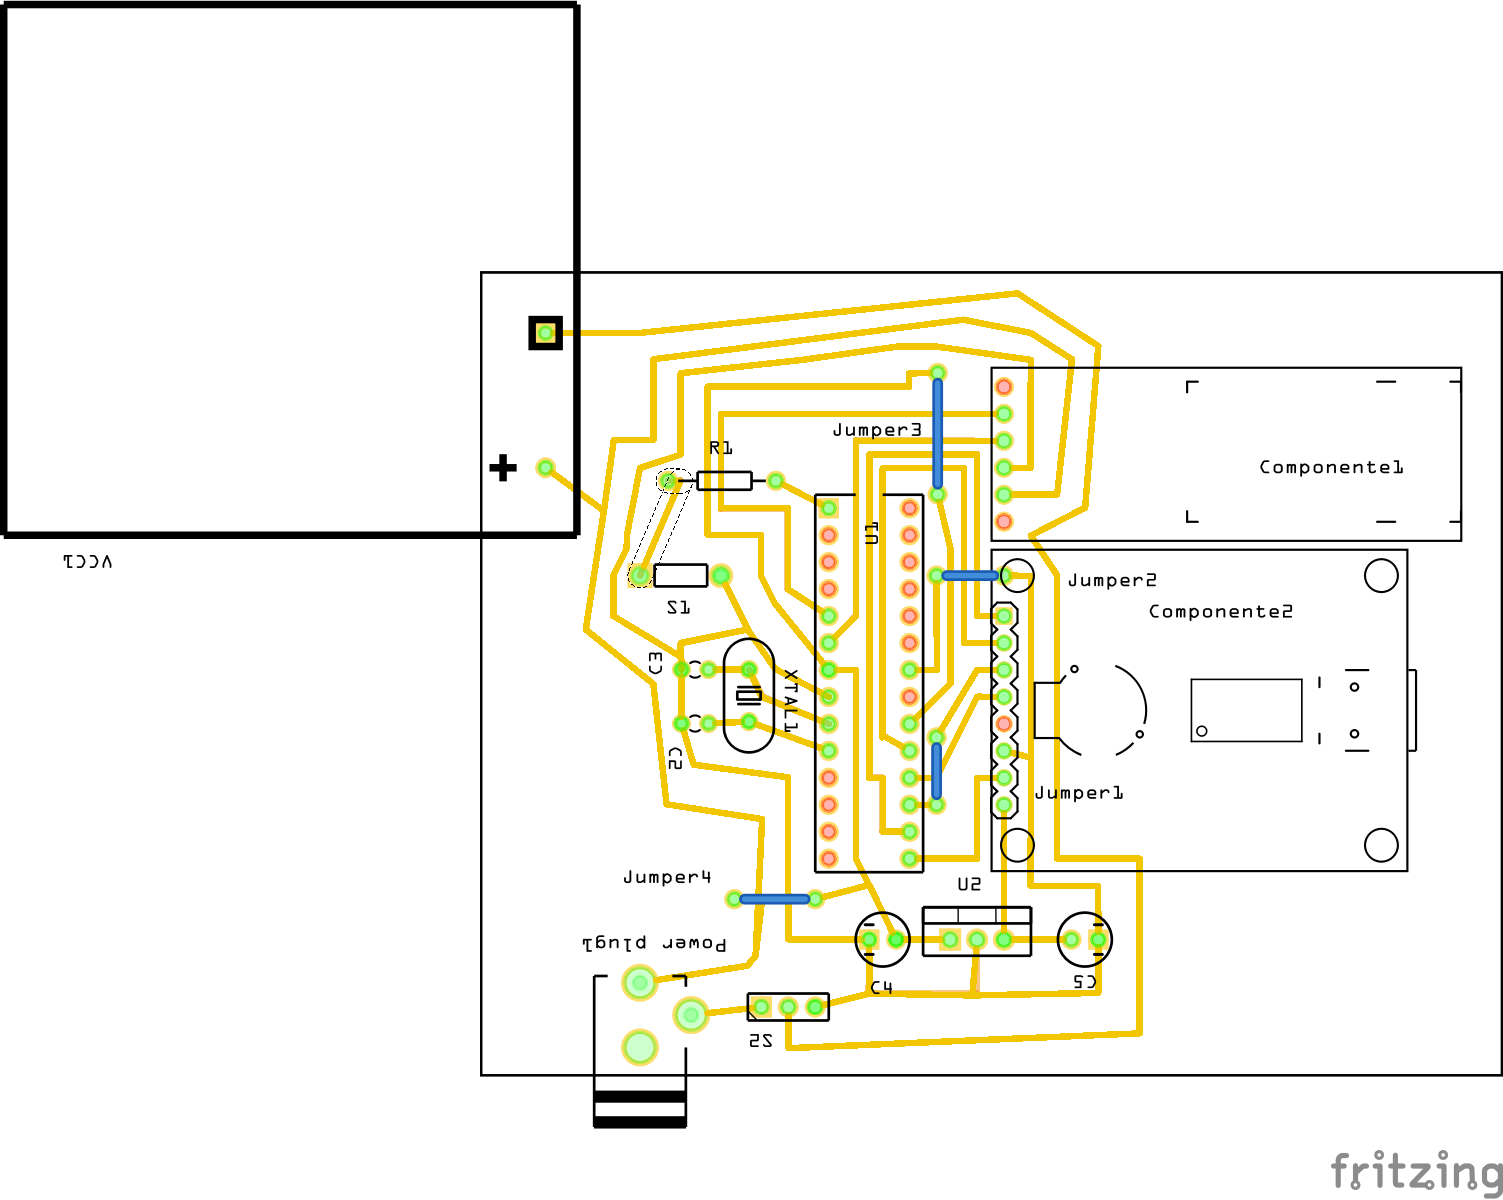 Jumper3
R1
Componente1
U1
VCC1
Jumper2
S1
Componente2
C3
XTAL1
C2
Jumper1
Jumper4
U2
Power plug1
C4
C5
S2
fritzing